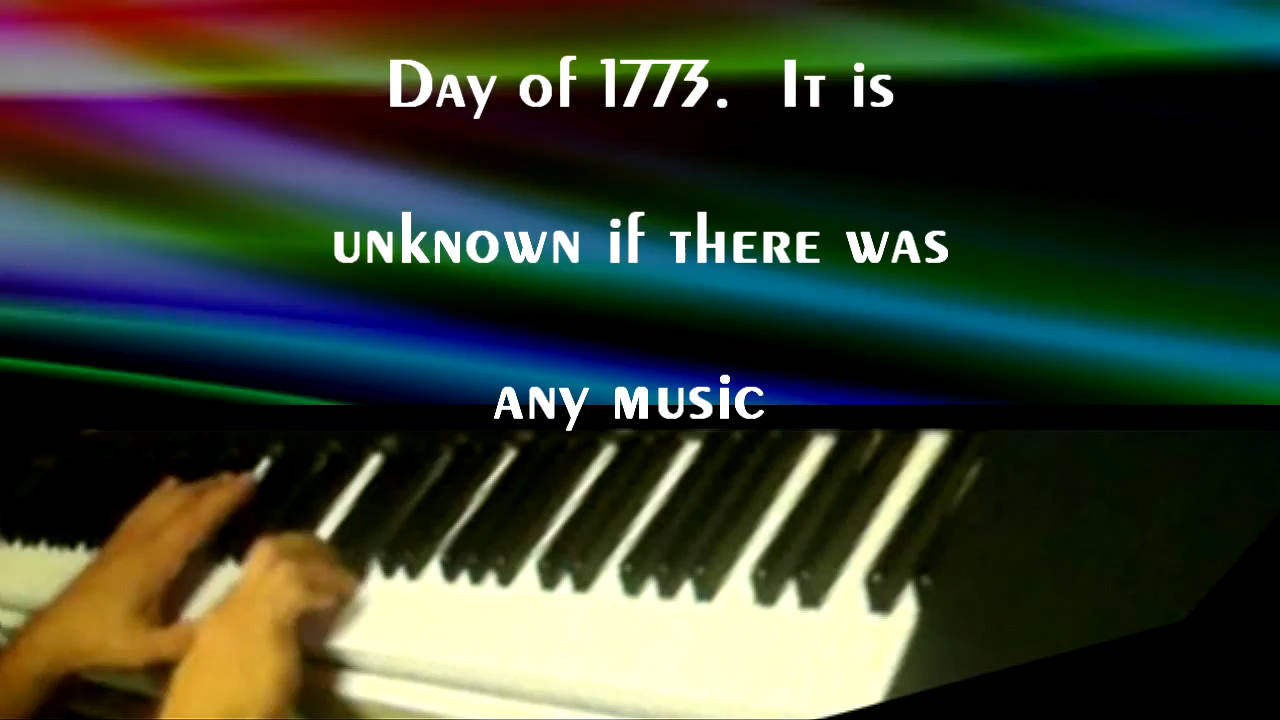 Day of 1773. It is
unknown if there was
any music